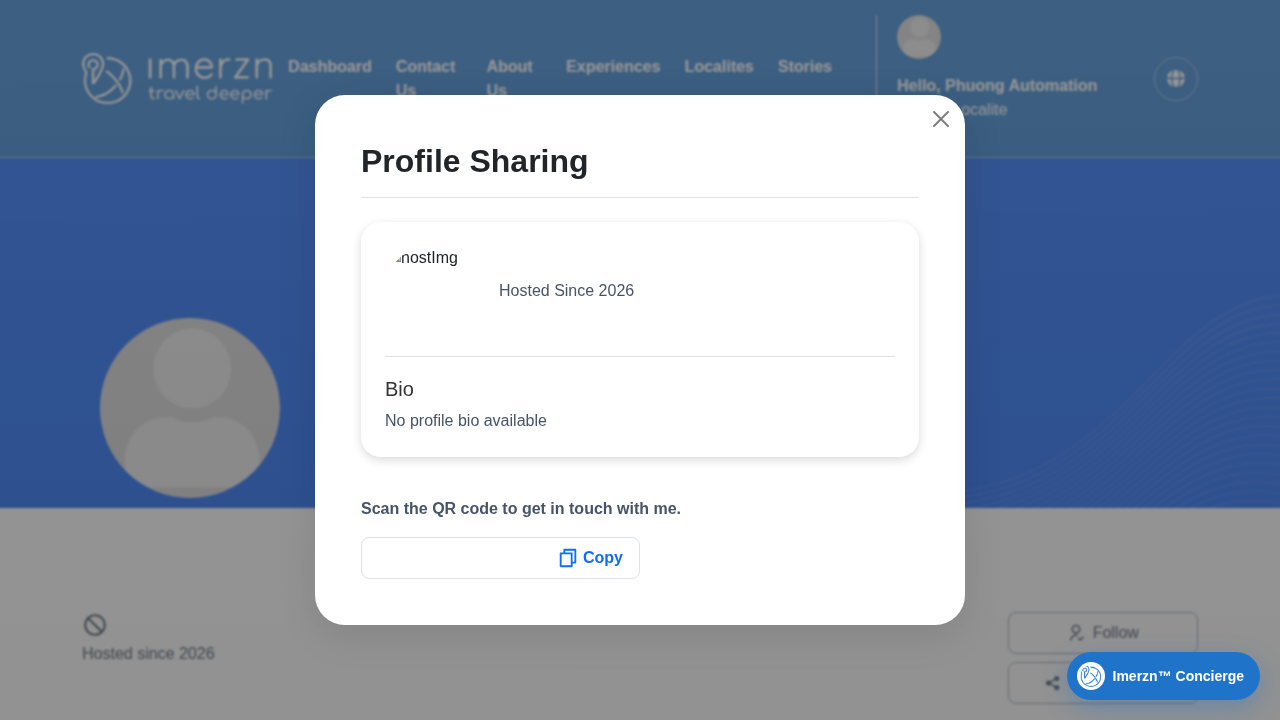 imerzn
travel deeper
Dashboard
Contact Us
About Us
Experiences
Localites
Stories
Hello, Phuong Automation
ocalite
Profile Sharing
hostImg
Hosted Since 2026
Bio
No profile bio available
Scan the QR code to get in touch with me.
Copy
Hosted since 2026
Follow
Imerzn™ Concierge